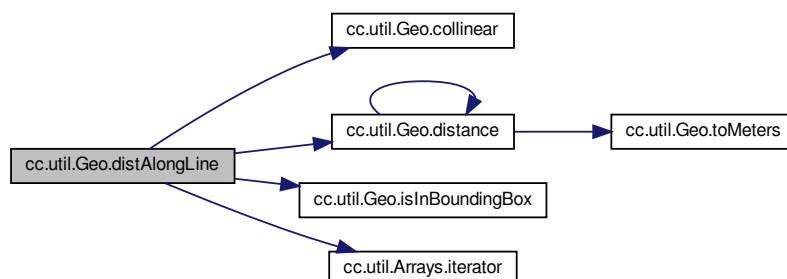 cc.util.Geo.collinear
cc.util.Geo.distance
cc.util.Geo.toMeters
cc.util.Geo.distAlongLine
cc.util.Geo.isInBoundingBox
cc.util.Arrays.iterator